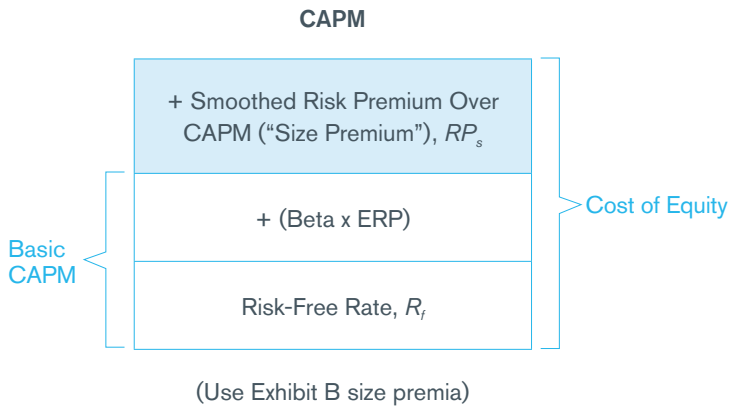 CAPM
+ Smoothed Risk Premium Over
CAPM (“Size Premium”), RPs
+ (Beta x ERP)
Cost of Equity
Basic
CAPM
Risk-Free Rate, Rf
(Use Exhibit B size premia)